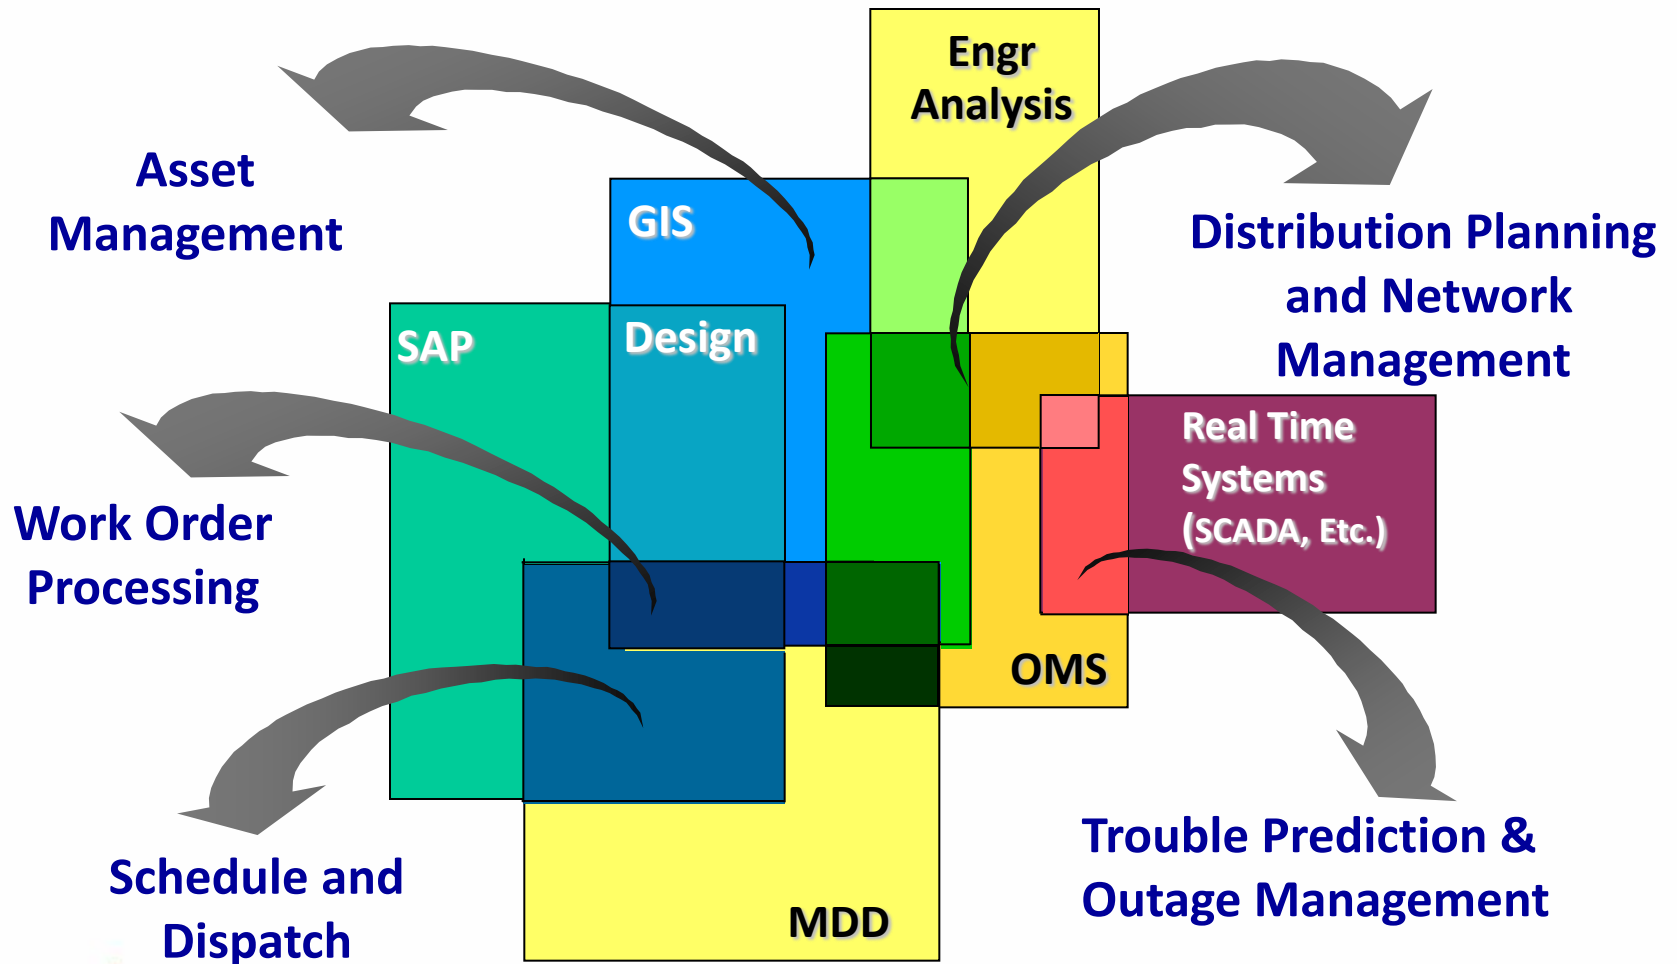 Engr
Analysis
Asset
Management
GIS
Distribution Planning
and Network
Management
SAP
Design
Real Time
Systems
(SCADA, Etc.)
Work Order
Processing
OMS
Trouble Prediction &
Outage Management
Schedule and
Dispatch
MDD